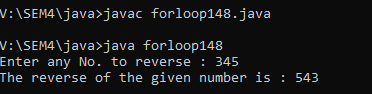 V:\SEM4\java>javac forloop148.java
V:\SEM4\java>java forloop148
Enter any No. to reverse : 345
The reverse of the given number is : 543